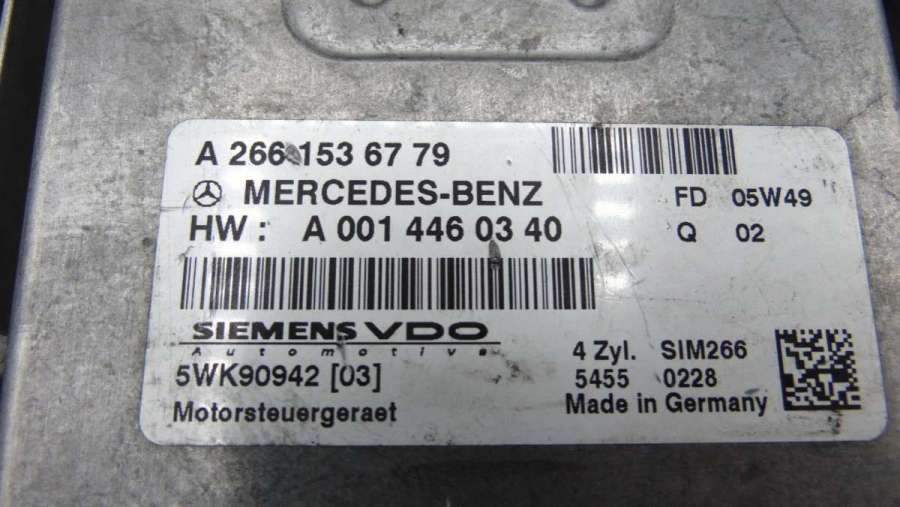 A 266 153 67 79
MERCEDES-BENZ
FD 05W49
HW : A 001 446 03 40
Q 02
SIEMENS VDO
Automotive
4 Zyl. SIM266
5WK90942 [03]
5455 0228
Motorsteuergeraet
Made in Germany